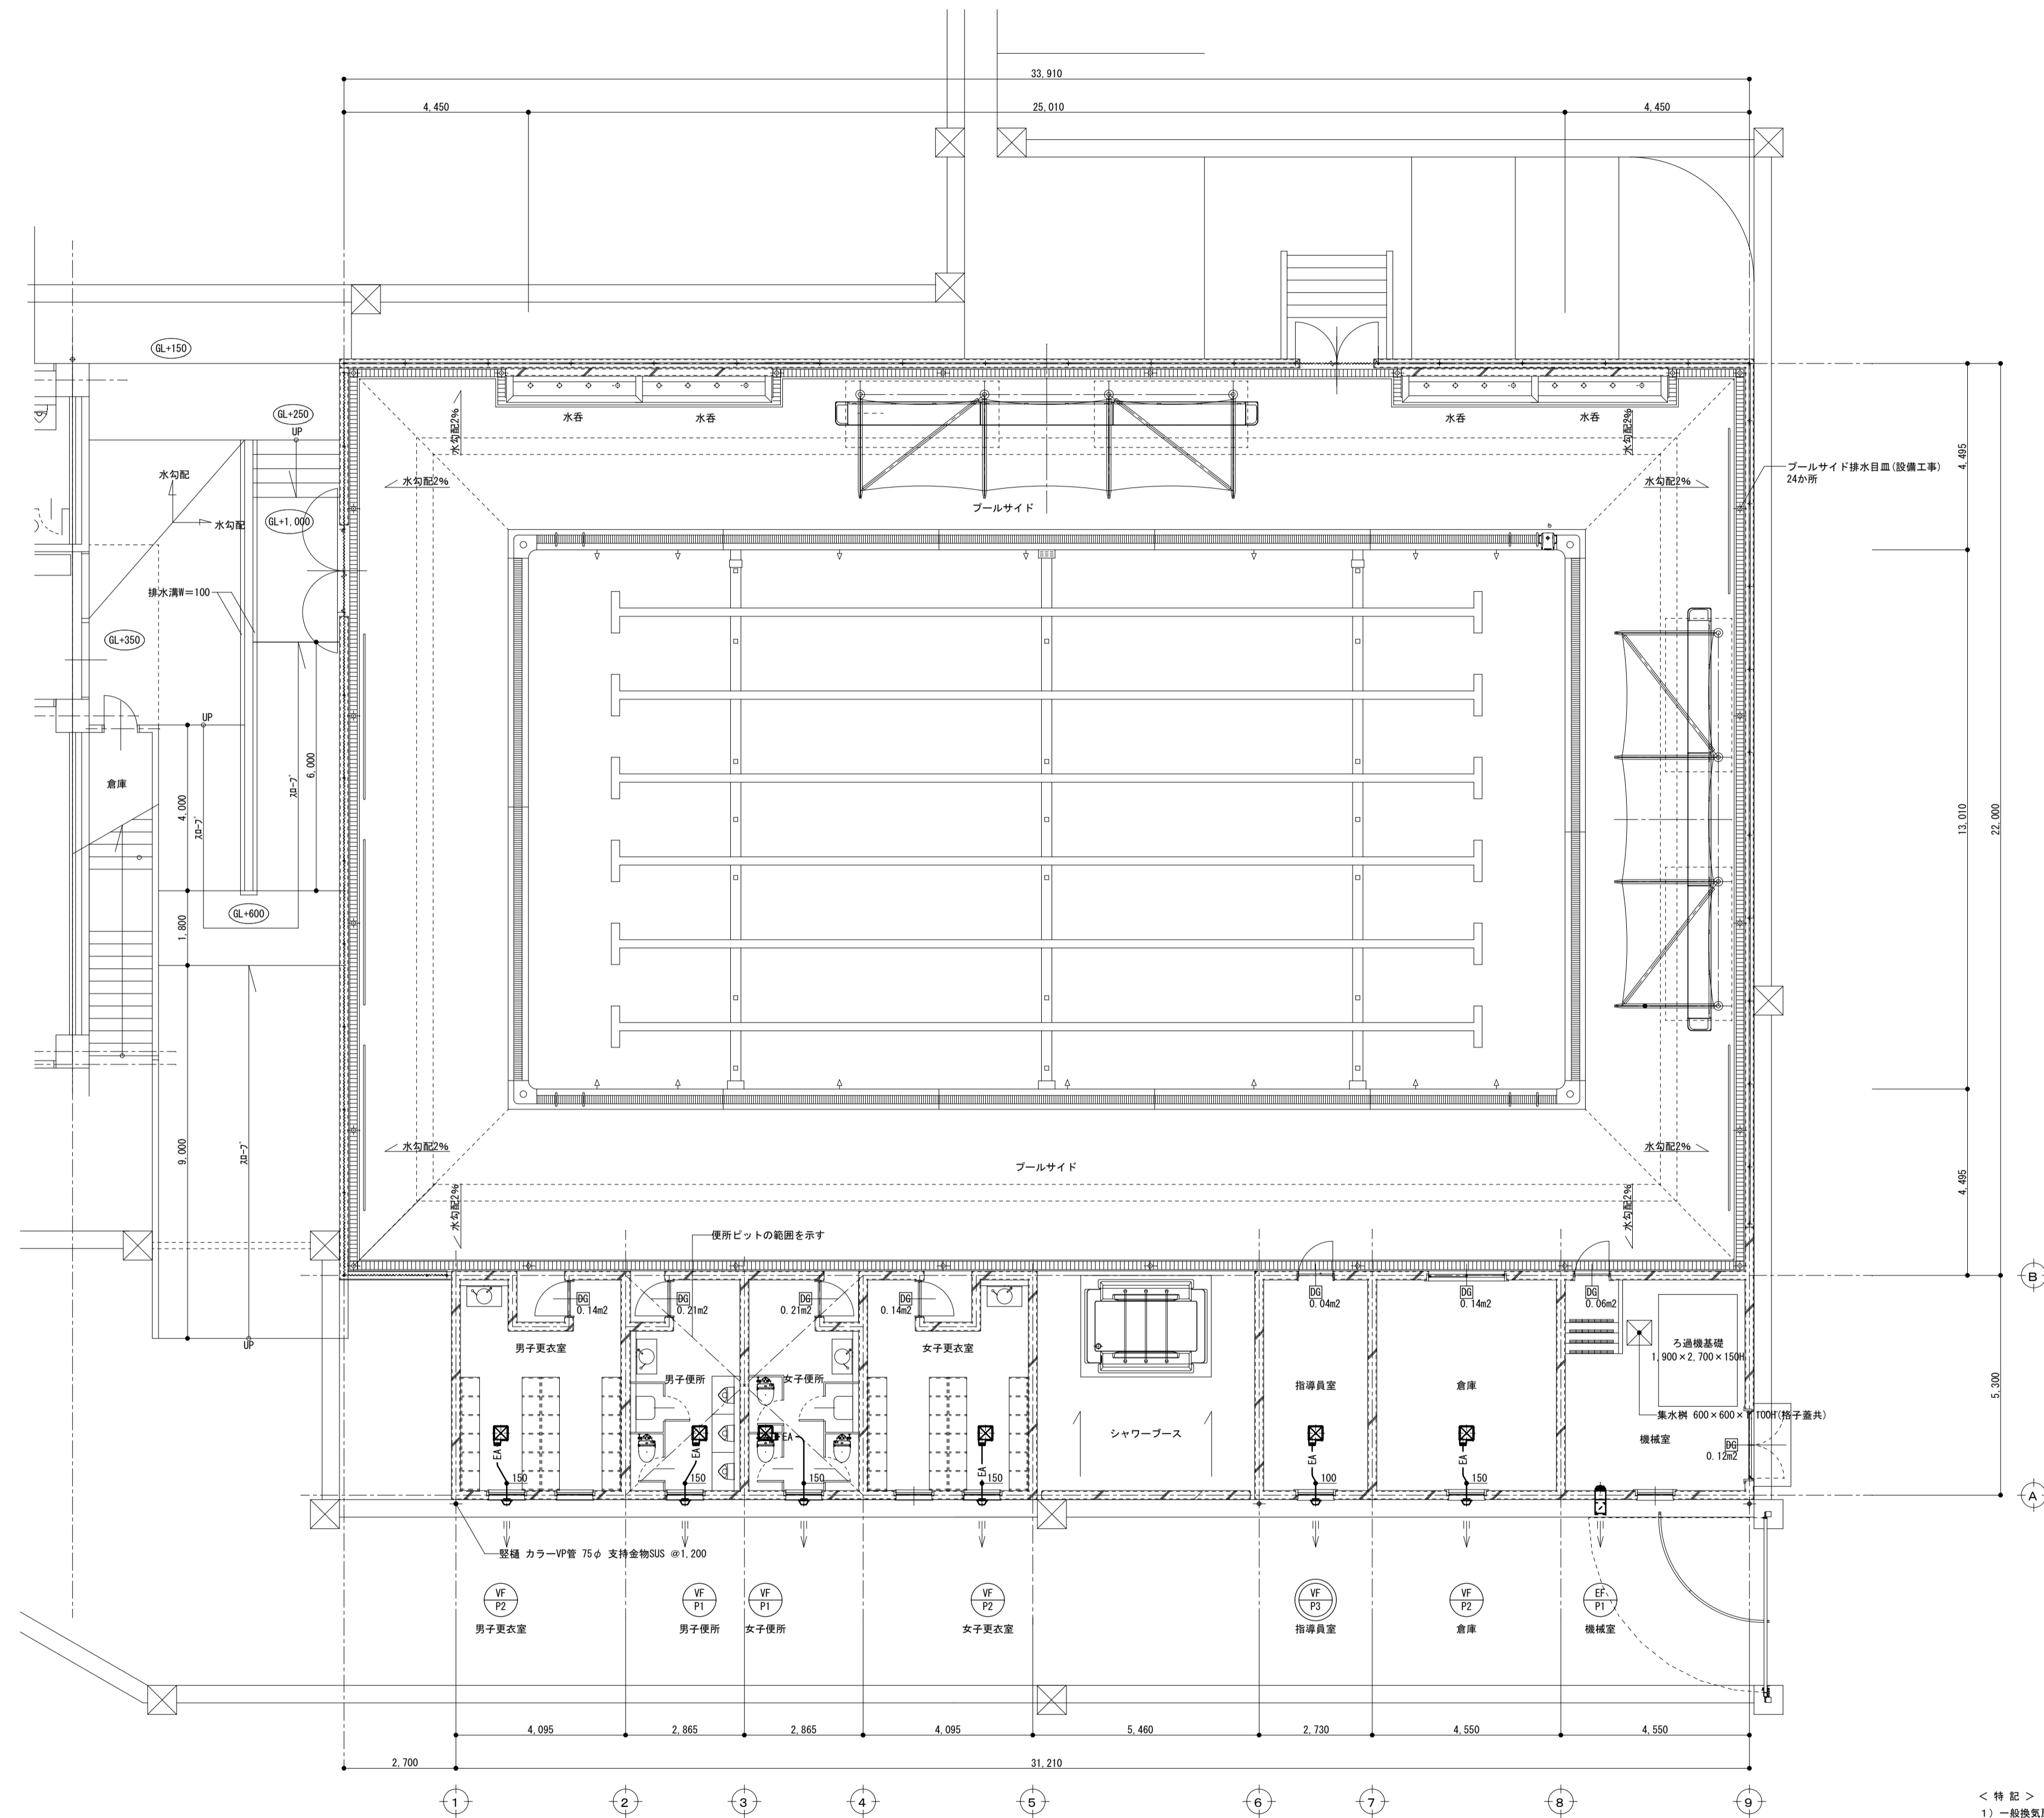 33,910
4,450
25,010
4,450
GL+150
GL+250
UP
水呑
水呑
水呑
水呑
水勾配2%
水勾配2%
4,495
プールサイド排水目皿(設備工事)
24か所
水勾配
水勾配
GL+1,000
水勾配2%
水勾配2%
プールサイド
排水溝W=100
GL+350
UP
6,000
スロープ
倉庫
4,000
スロープ
13,010
22,000
1,800
GL+600
9,000
スロープ
水勾配2%
水勾配2%
プールサイド
4,495
水勾配2%
水勾配2%
便所ピットの範囲を示す
B
DG
0.14m2
DG
0.21m2
DG
0.21m2
DG
0.14m2
DG
0.04m2
DG
0.14m2
DG
0.06m2
UP
男子更衣室
女子更衣室
ろ過機基礎
1,900×2,700×150H
男子便所
女子便所
指導員室
倉庫
5,300
シャワーブース
機械室
DG
0.12m2
EA
EA
EA
EA
EA
EA
150
150
150
150
100
150
A
竪樋 カラーVP管 75φ 支持金物SUS @1,200
VF
P2
VF
P1
VF
P1
VF
P2
VF
P3
VF
P2
EF
P1
男子更衣室
男子便所
女子便所
女子更衣室
指導員室
倉庫
機械室
4,095
2,865
2,865
4,095
5,460
2,730
4,550
4,550
2,700
31,210
1
2
3
4
5
6
7
8
9
<特記>
1) 一般換気